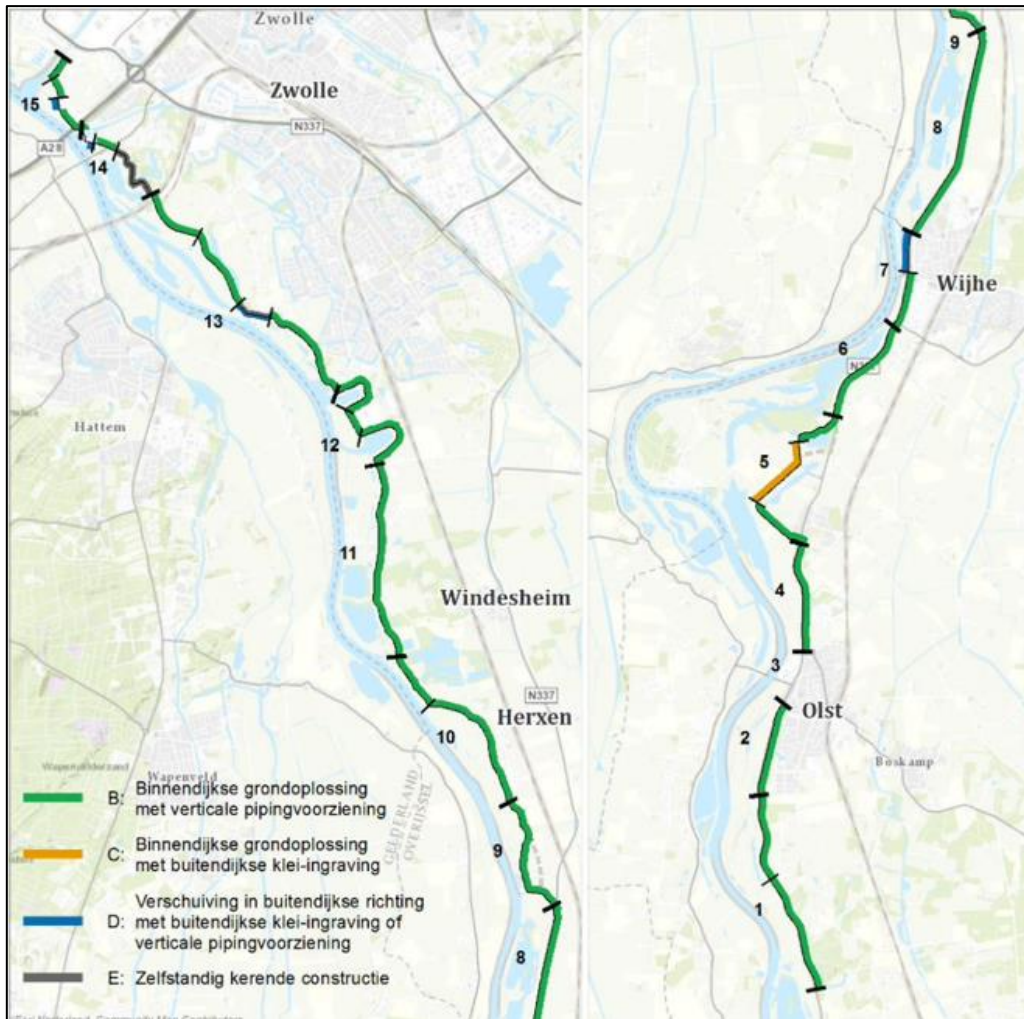 Zwolle
Zwolle
N337
15
A28
14
13
Hattem
12
11
Windesheim
N337
Herxen
10
Wapenveld
GELDERLAND
OVERIJSSEL
9
8
B: Binnendijkse grondoplossing
met verticale pipingvoorziening
C: Binnendijkse grondoplossing
met buitendijkse klei-ingraving
Verschuiving in buitendijkse richting
D: met buitendijkse klei-ingraving of
verticale pipingvoorziening
E: Zelfstandig kerende constructie
9
8
7
Wijhe
6
5
4
3
Olst
2
Boskamp
1